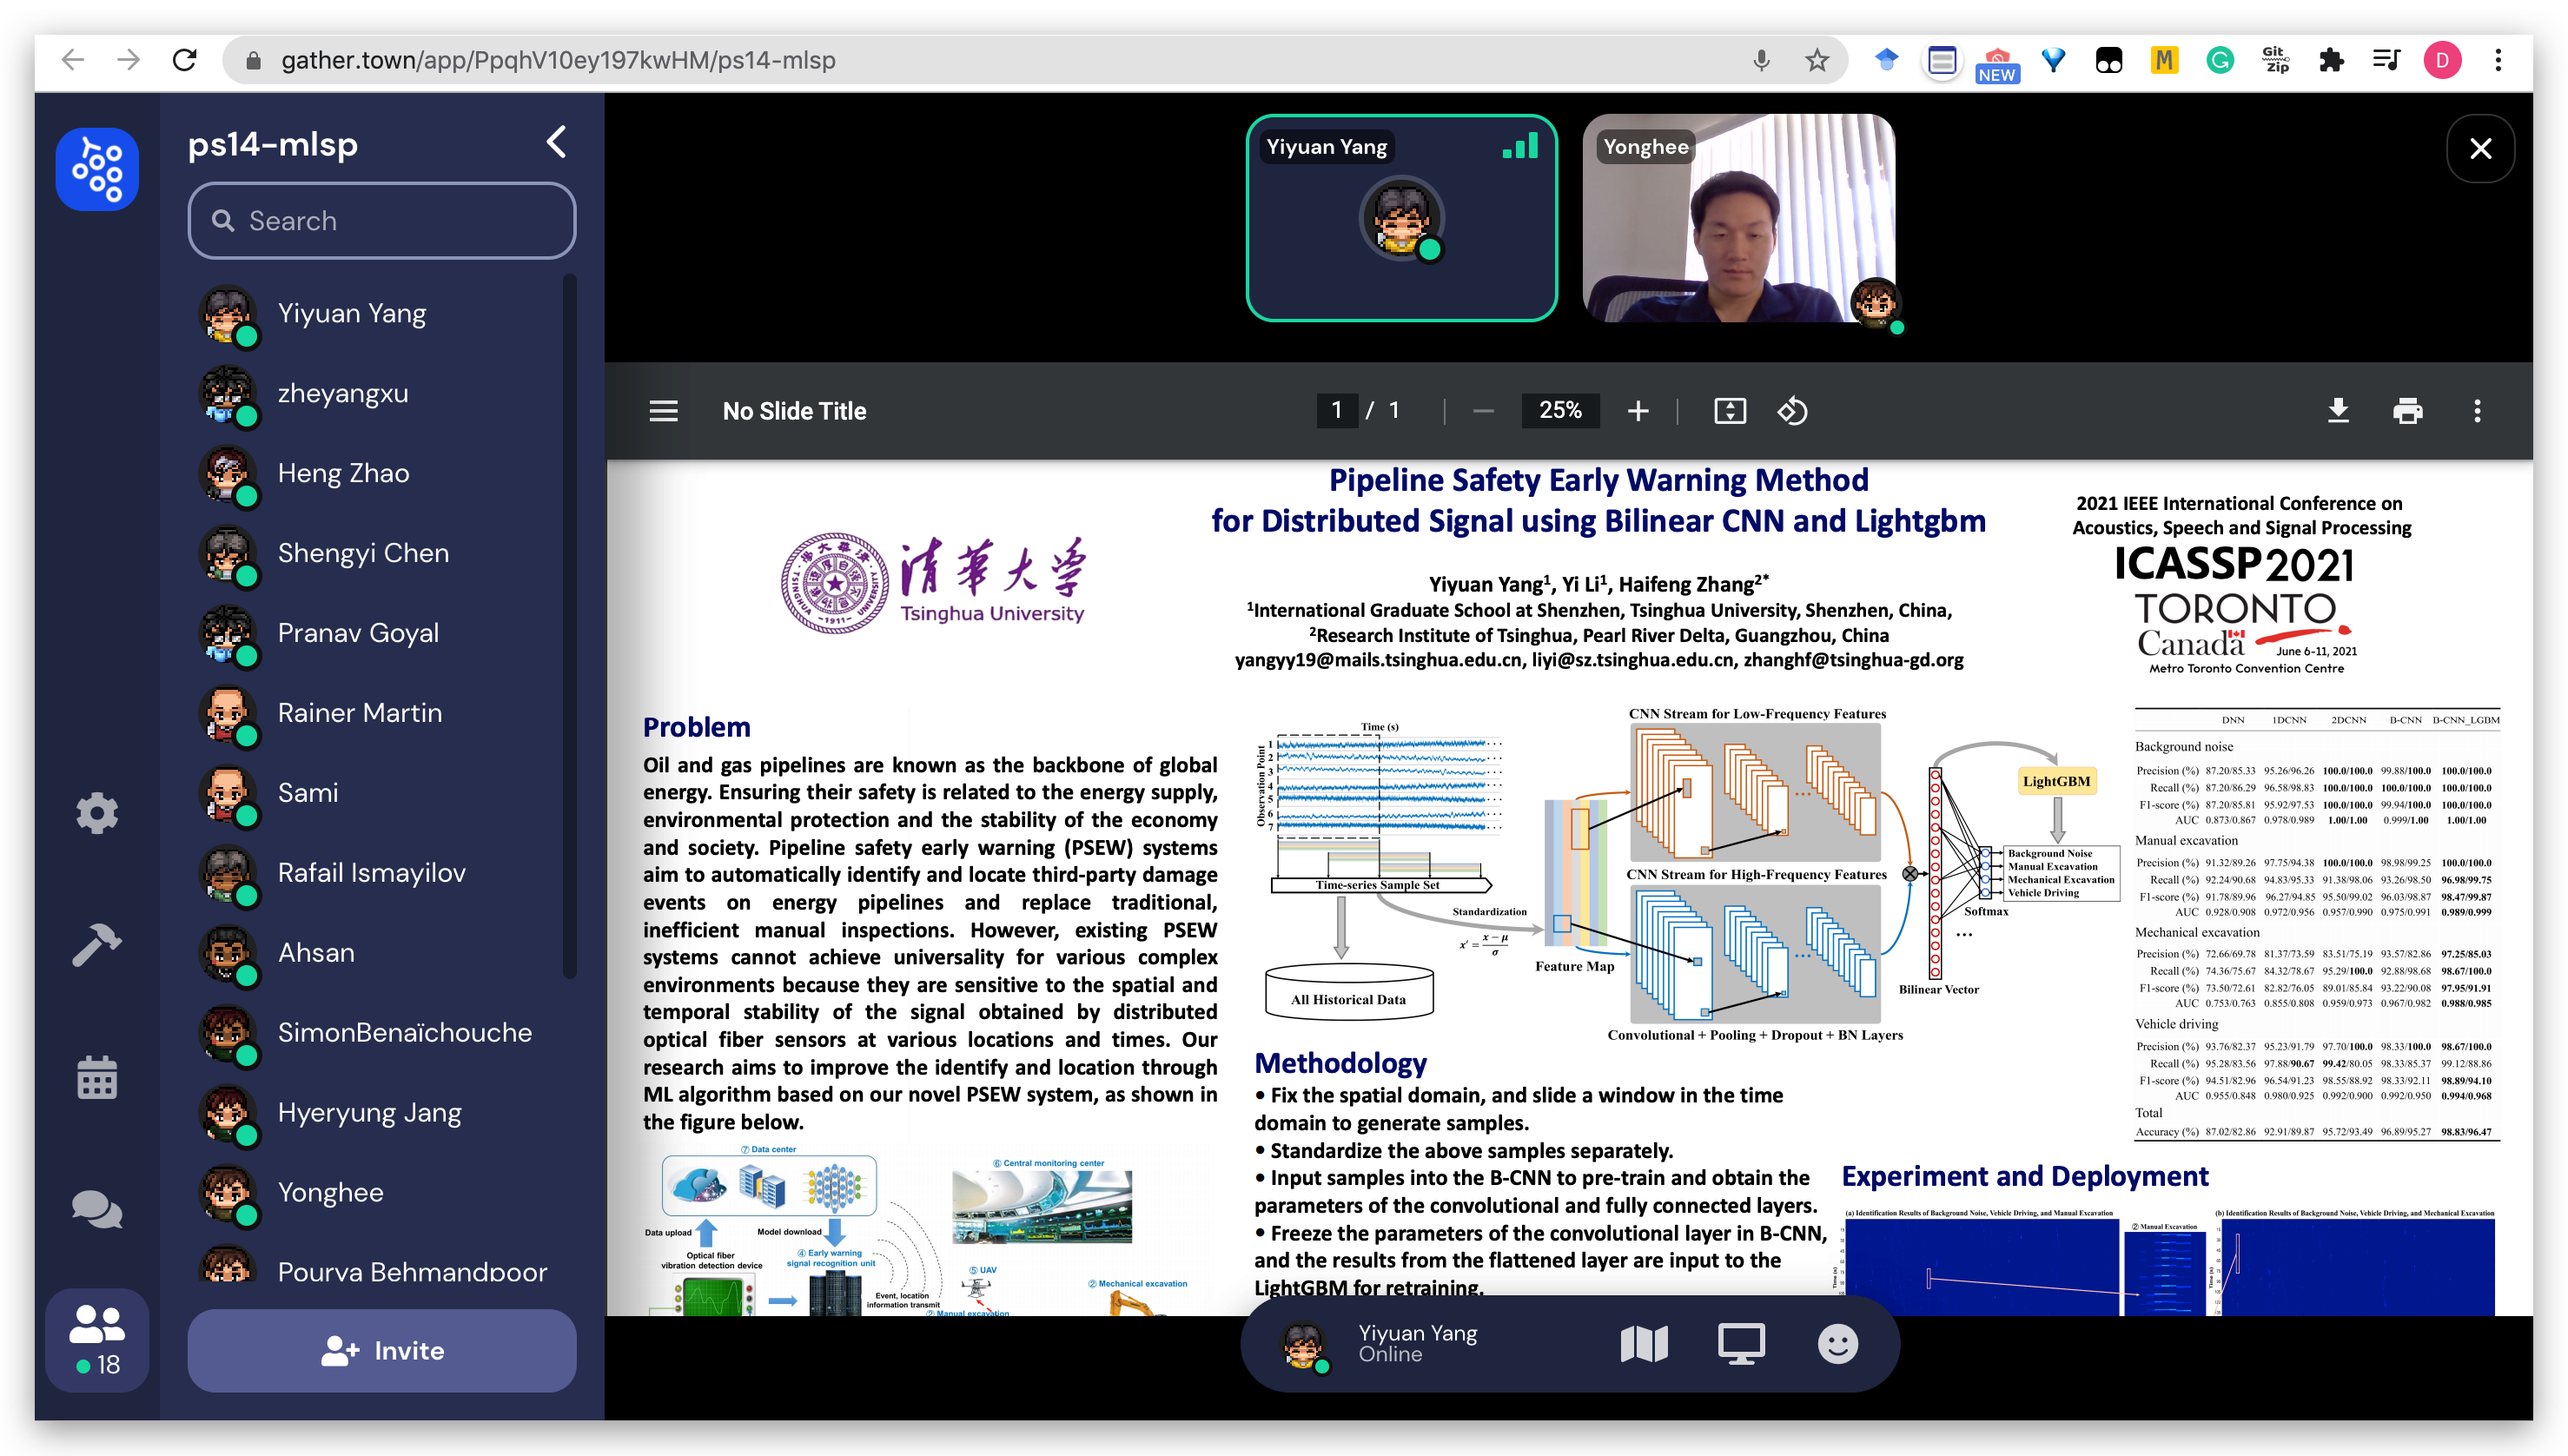 gather.town/app/PpqhV10ey197kwHM/ps14-mlsp
NEW
M
G
Git
Zip
D
ps14-mlsp
Search
Yiyuan Yang
zheyangxu
Heng Zhao
Shengyi Chen
Pranav Goyal
Rainer Martin
Sami
Rafail Ismayilov
Ahsan
SimonBenaïchouche
Hyeryung Jang
Yonghee
Pourya Behmandpoor
Invite
18
Yiyuan Yang
Yonghee
No Slide Title
1 / 1
25%
Pipeline Safety Early Warning Method
for Distributed Signal using Bilinear CNN and Lightgbm
清華大学
Tsinghua University
TSINGHUA UNIVERSITY
-1911-
Yiyuan Yang1, Yi Li1, Haifeng Zhang2*
1International Graduate School at Shenzhen, Tsinghua University, Shenzhen, China,
2Research Institute of Tsinghua, Pearl River Delta, Guangzhou, China
yangyy19@mails.tsinghua.edu.cn, liyi@sz.tsinghua.edu.cn, zhanghf@tsinghua-gd.org
2021 IEEE International Conference on
Acoustics, Speech and Signal Processing
ICASSP 2021
TORONTO
Canada
June 6-11, 2021
Metro Toronto Convention Centre
Problem
Oil and gas pipelines are known as the backbone of global
energy. Ensuring their safety is related to the energy supply,
environmental protection and the stability of the economy
and society. Pipeline safety early warning (PSEW) systems
aim to automatically identify and locate third-party damage
events on energy pipelines and replace traditional,
inefficient manual inspections. However, existing PSEW
systems cannot achieve universality for various complex
environments because they are sensitive to the spatial and
temporal stability of the signal obtained by distributed
optical fiber sensors at various locations and times. Our
research aims to improve the identify and location through
ML algorithm based on our novel PSEW system, as shown in
the figure below.
⑦ Data center
⑥ Central monitoring center
Data upload
Model download
Optical fiber
vibration detection device
④ Early warning
signal recognition unit
⑤ UAV
Event, location
information transmit
② Mechanical excavation
② Manual excavation
Time (s)
Observation Point
1
2
3
4
5
6
7
Time-series Sample Set
All Historical Data
Standardization
x' = x − μ / σ
Feature Map
CNN Stream for Low-Frequency Features
CNN Stream for High-Frequency Features
Convolutional + Pooling + Dropout + BN Layers
Bilinear Vector
LightGBM
Background Noise
Manual Excavation
Mechanical Excavation
Vehicle Driving
Softmax
Methodology
• Fix the spatial domain, and slide a window in the time
domain to generate samples.
• Standardize the above samples separately.
• Input samples into the B-CNN to pre-train and obtain the
parameters of the convolutional and fully connected layers.
• Freeze the parameters of the convolutional layer in B-CNN,
and the results from the flattened layer are input to the
LightGBM for retraining.
DNN 1DCNN 2DCNN B-CNN B-CNN_LGBM
Background noise
Precision (%) 87.20/85.33 95.26/96.26 100.0/100.0 99.88/100.0 100.0/100.0
Recall (%) 87.20/86.29 96.58/98.83 100.0/100.0 100.0/100.0 100.0/100.0
F1-score (%) 87.20/85.81 95.92/97.53 100.0/100.0 99.94/100.0 100.0/100.0
AUC 0.873/0.867 0.978/0.989 1.00/1.00 0.999/1.00 1.00/1.00
Manual excavation
Precision (%) 91.32/89.26 97.75/94.38 100.0/100.0 98.98/99.25 100.0/100.0
Recall (%) 92.24/90.68 94.83/95.33 91.38/98.06 93.26/98.50 96.98/99.75
F1-score (%) 91.78/89.96 96.27/94.85 95.50/99.02 96.03/98.87 98.47/99.87
AUC 0.928/0.908 0.972/0.956 0.957/0.990 0.975/0.991 0.989/0.999
Mechanical excavation
Precision (%) 72.66/69.78 81.37/73.59 83.51/75.19 93.57/82.86 97.25/85.03
Recall (%) 74.36/75.67 84.32/78.67 95.29/100.0 92.88/98.68 98.67/100.0
F1-score (%) 73.50/72.61 82.82/76.05 89.01/85.84 93.22/90.08 97.95/91.91
AUC 0.753/0.763 0.855/0.808 0.959/0.973 0.967/0.982 0.988/0.985
Vehicle driving
Precision (%) 93.76/82.37 95.23/91.79 97.70/100.0 98.33/100.0 98.67/100.0
Recall (%) 95.28/83.56 97.88/90.67 99.42/80.05 98.33/85.37 99.12/88.86
F1-score (%) 94.51/82.96 96.54/91.23 98.55/88.92 98.33/92.11 98.89/94.10
AUC 0.955/0.848 0.980/0.925 0.992/0.900 0.992/0.950 0.994/0.968
Total
Accuracy (%) 87.02/82.86 92.91/89.87 95.72/93.49 96.89/95.27 98.83/96.47
Experiment and Deployment
(a) Identification Results of Background Noise, Vehicle Driving, and Manual Excavation
② Manual Excavation
(b) Identification Results of Background Noise, Vehicle Driving, and Mechanical Excavation
Time (s)
Time (s)
Yiyuan Yang
Online